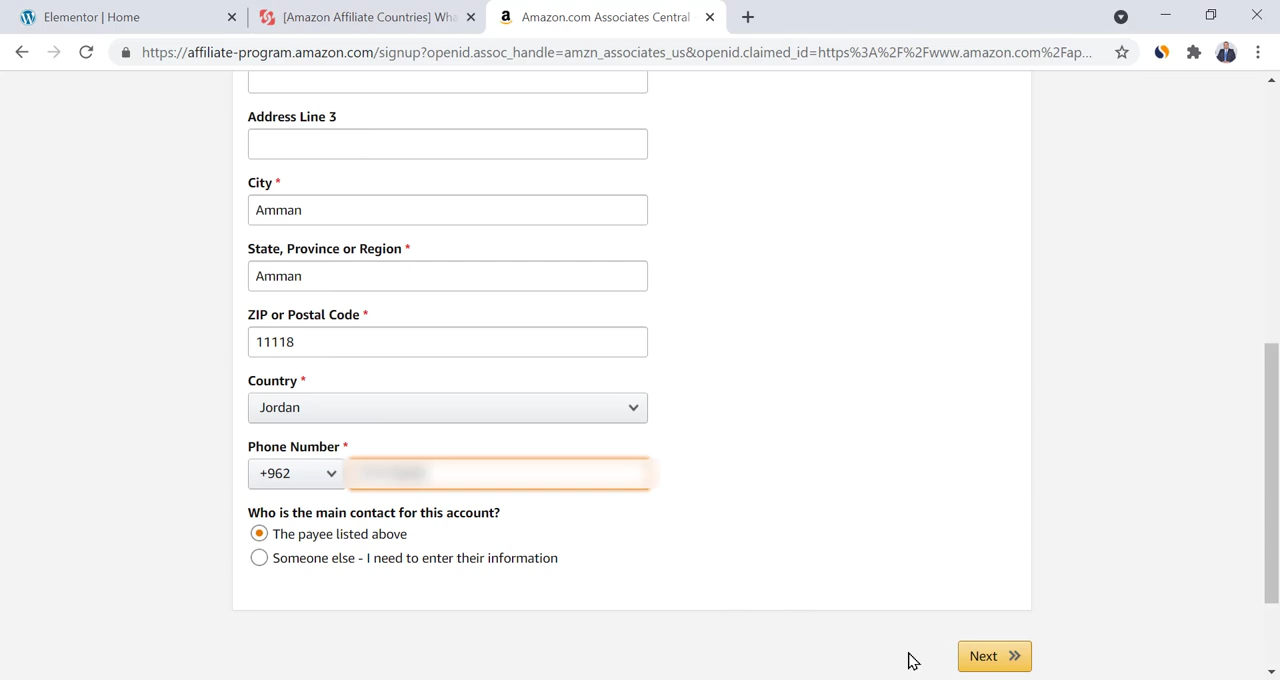 Elementor | Home
[Amazon Affiliate Countries] Wha
Amazon.com Associates Central
https://affiliate-program.amazon.com/signup?openid.assoc_handle=amzn_associates_us&openid.claimed_id=https%3A%2F%2Fwww.amazon.com%2Fap...
Address Line 3
City *
Amman
State, Province or Region *
Amman
ZIP or Postal Code *
11118
Country *
Jordan
Phone Number *
+962
Who is the main contact for this account?
The payee listed above
Someone else - I need to enter their information
Next